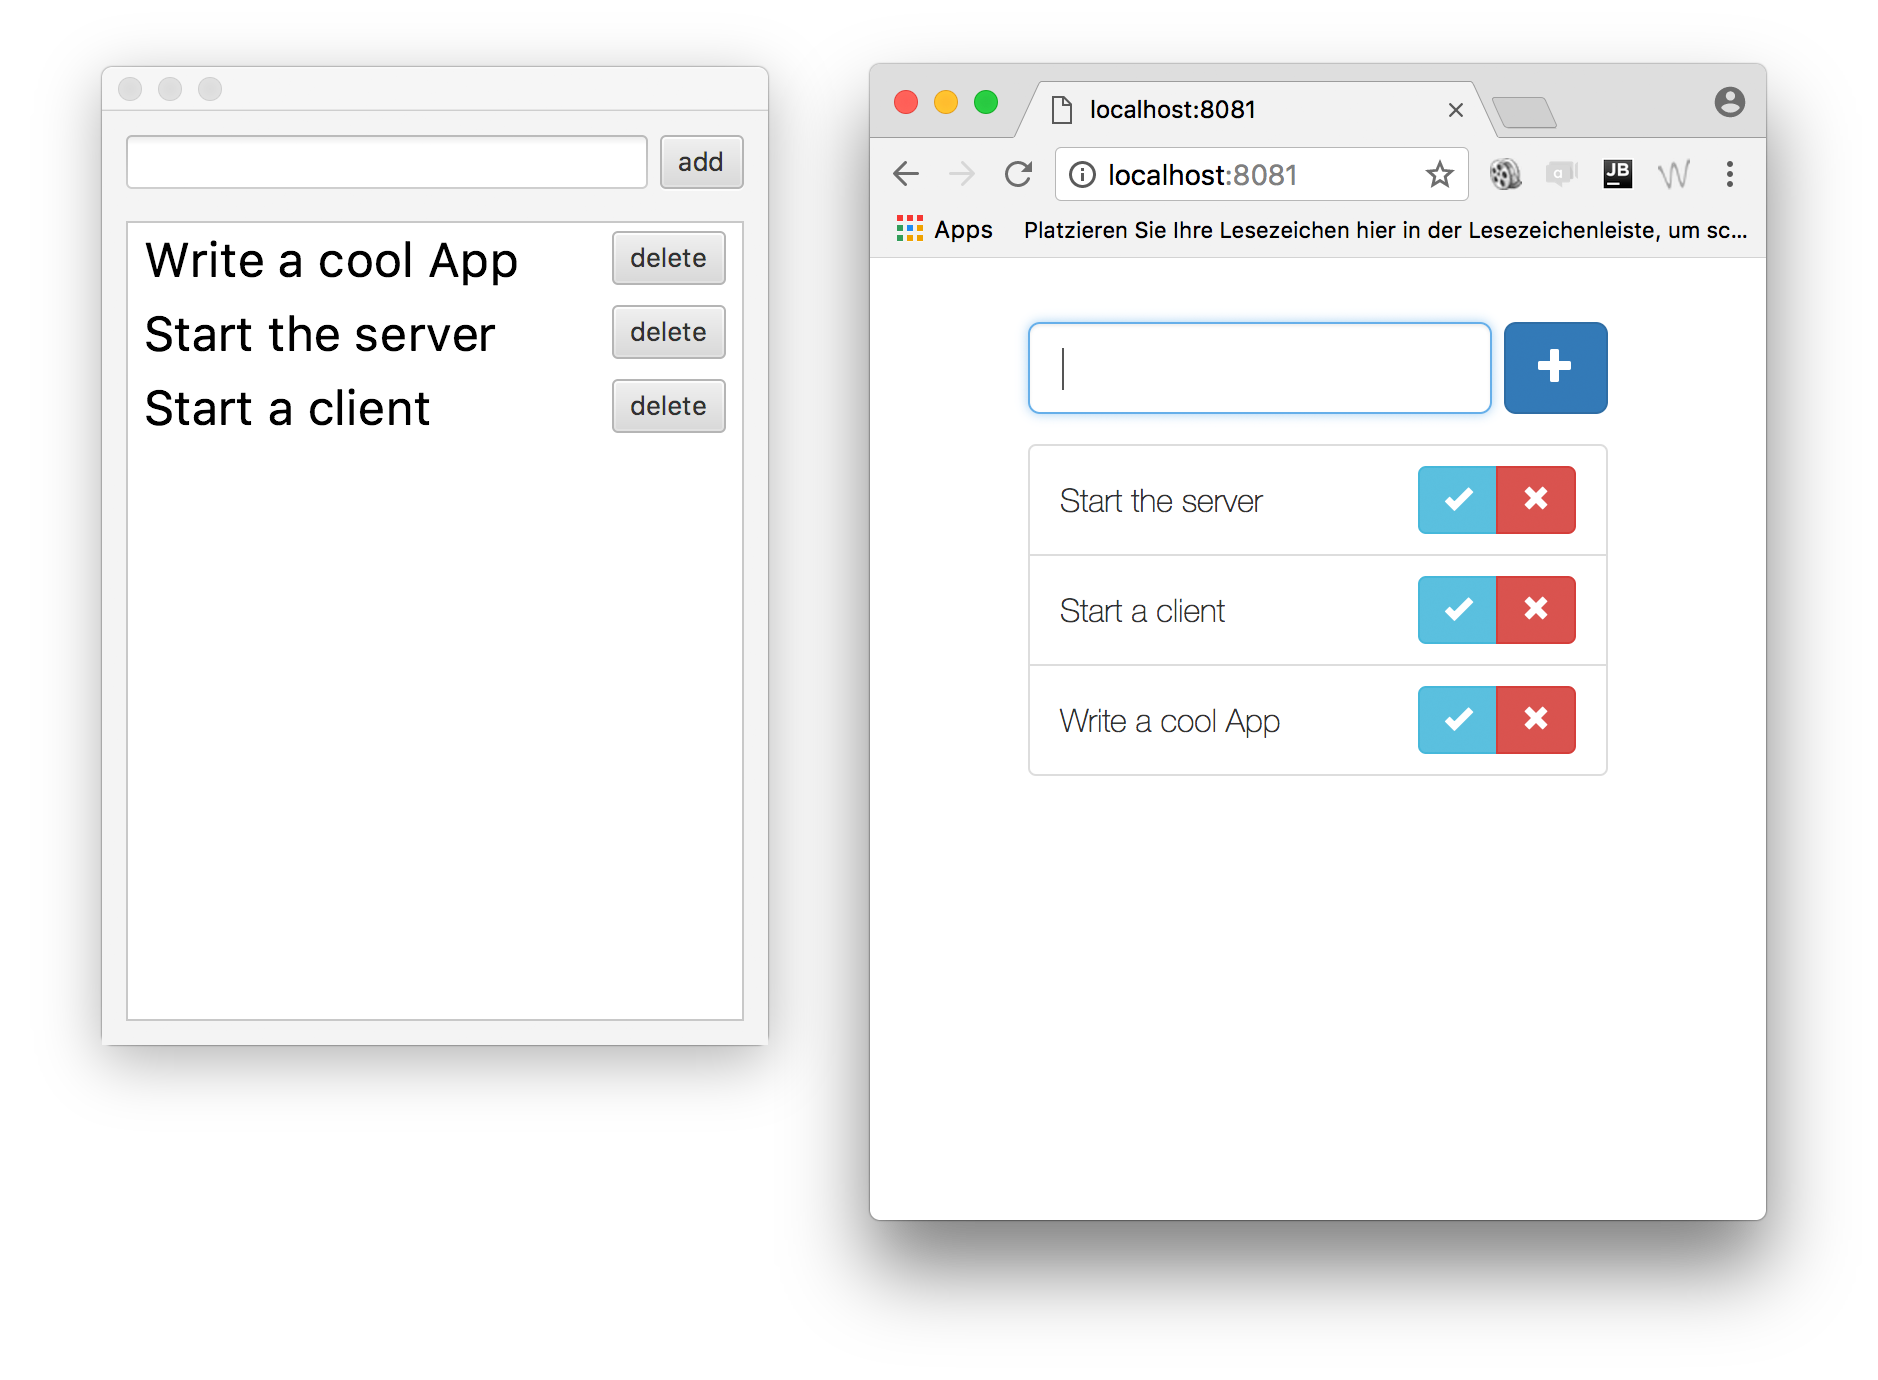 add
Write a cool App delete
Start the server delete
Start a client delete
localhost:8081
localhost:8081
a JB
Apps Platzieren Sie Ihre Lesezeichen hier in der Lesezeichenleiste, um sc...
Start the server
Start a client
Write a cool App